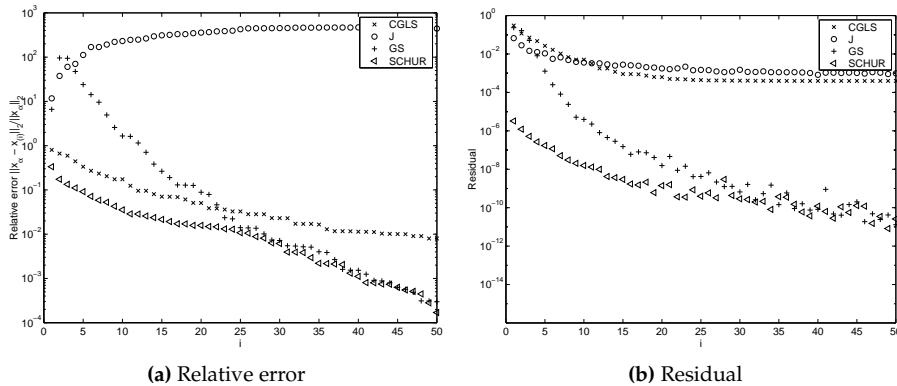 10³
10²
10¹
10⁰
10⁻¹
10⁻²
10⁻³
10⁻⁴
Relative error ||x_α − x_(i)||_2/||x_α||_2
0 5 10 15 20 25 30 35 40 45 50
i
CGLS
J
GS
SCHUR
(a) Relative error
10⁰
10⁻²
10⁻⁴
10⁻⁶
10⁻⁸
10⁻¹⁰
10⁻¹²
10⁻¹⁴
Residual
0 5 10 15 20 25 30 35 40 45 50
i
CGLS
J
GS
SCHUR
(b) Residual